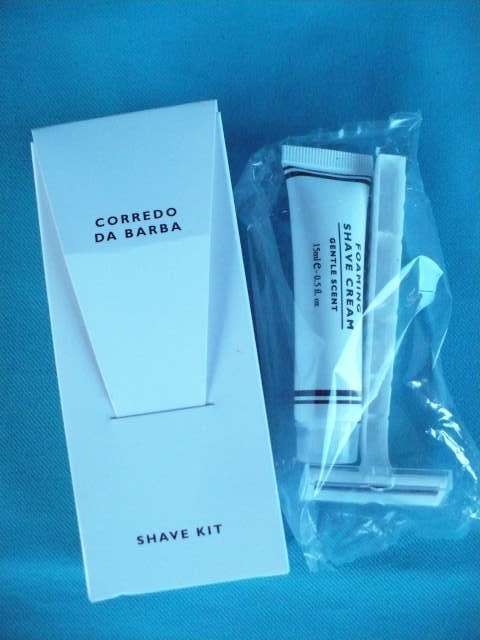 CORREDO
DA BARBA
SHAVE KIT
FOAMING
SHAVE CREAM
GENTLE SCENT
15ml e - 0.5 fl. oz.